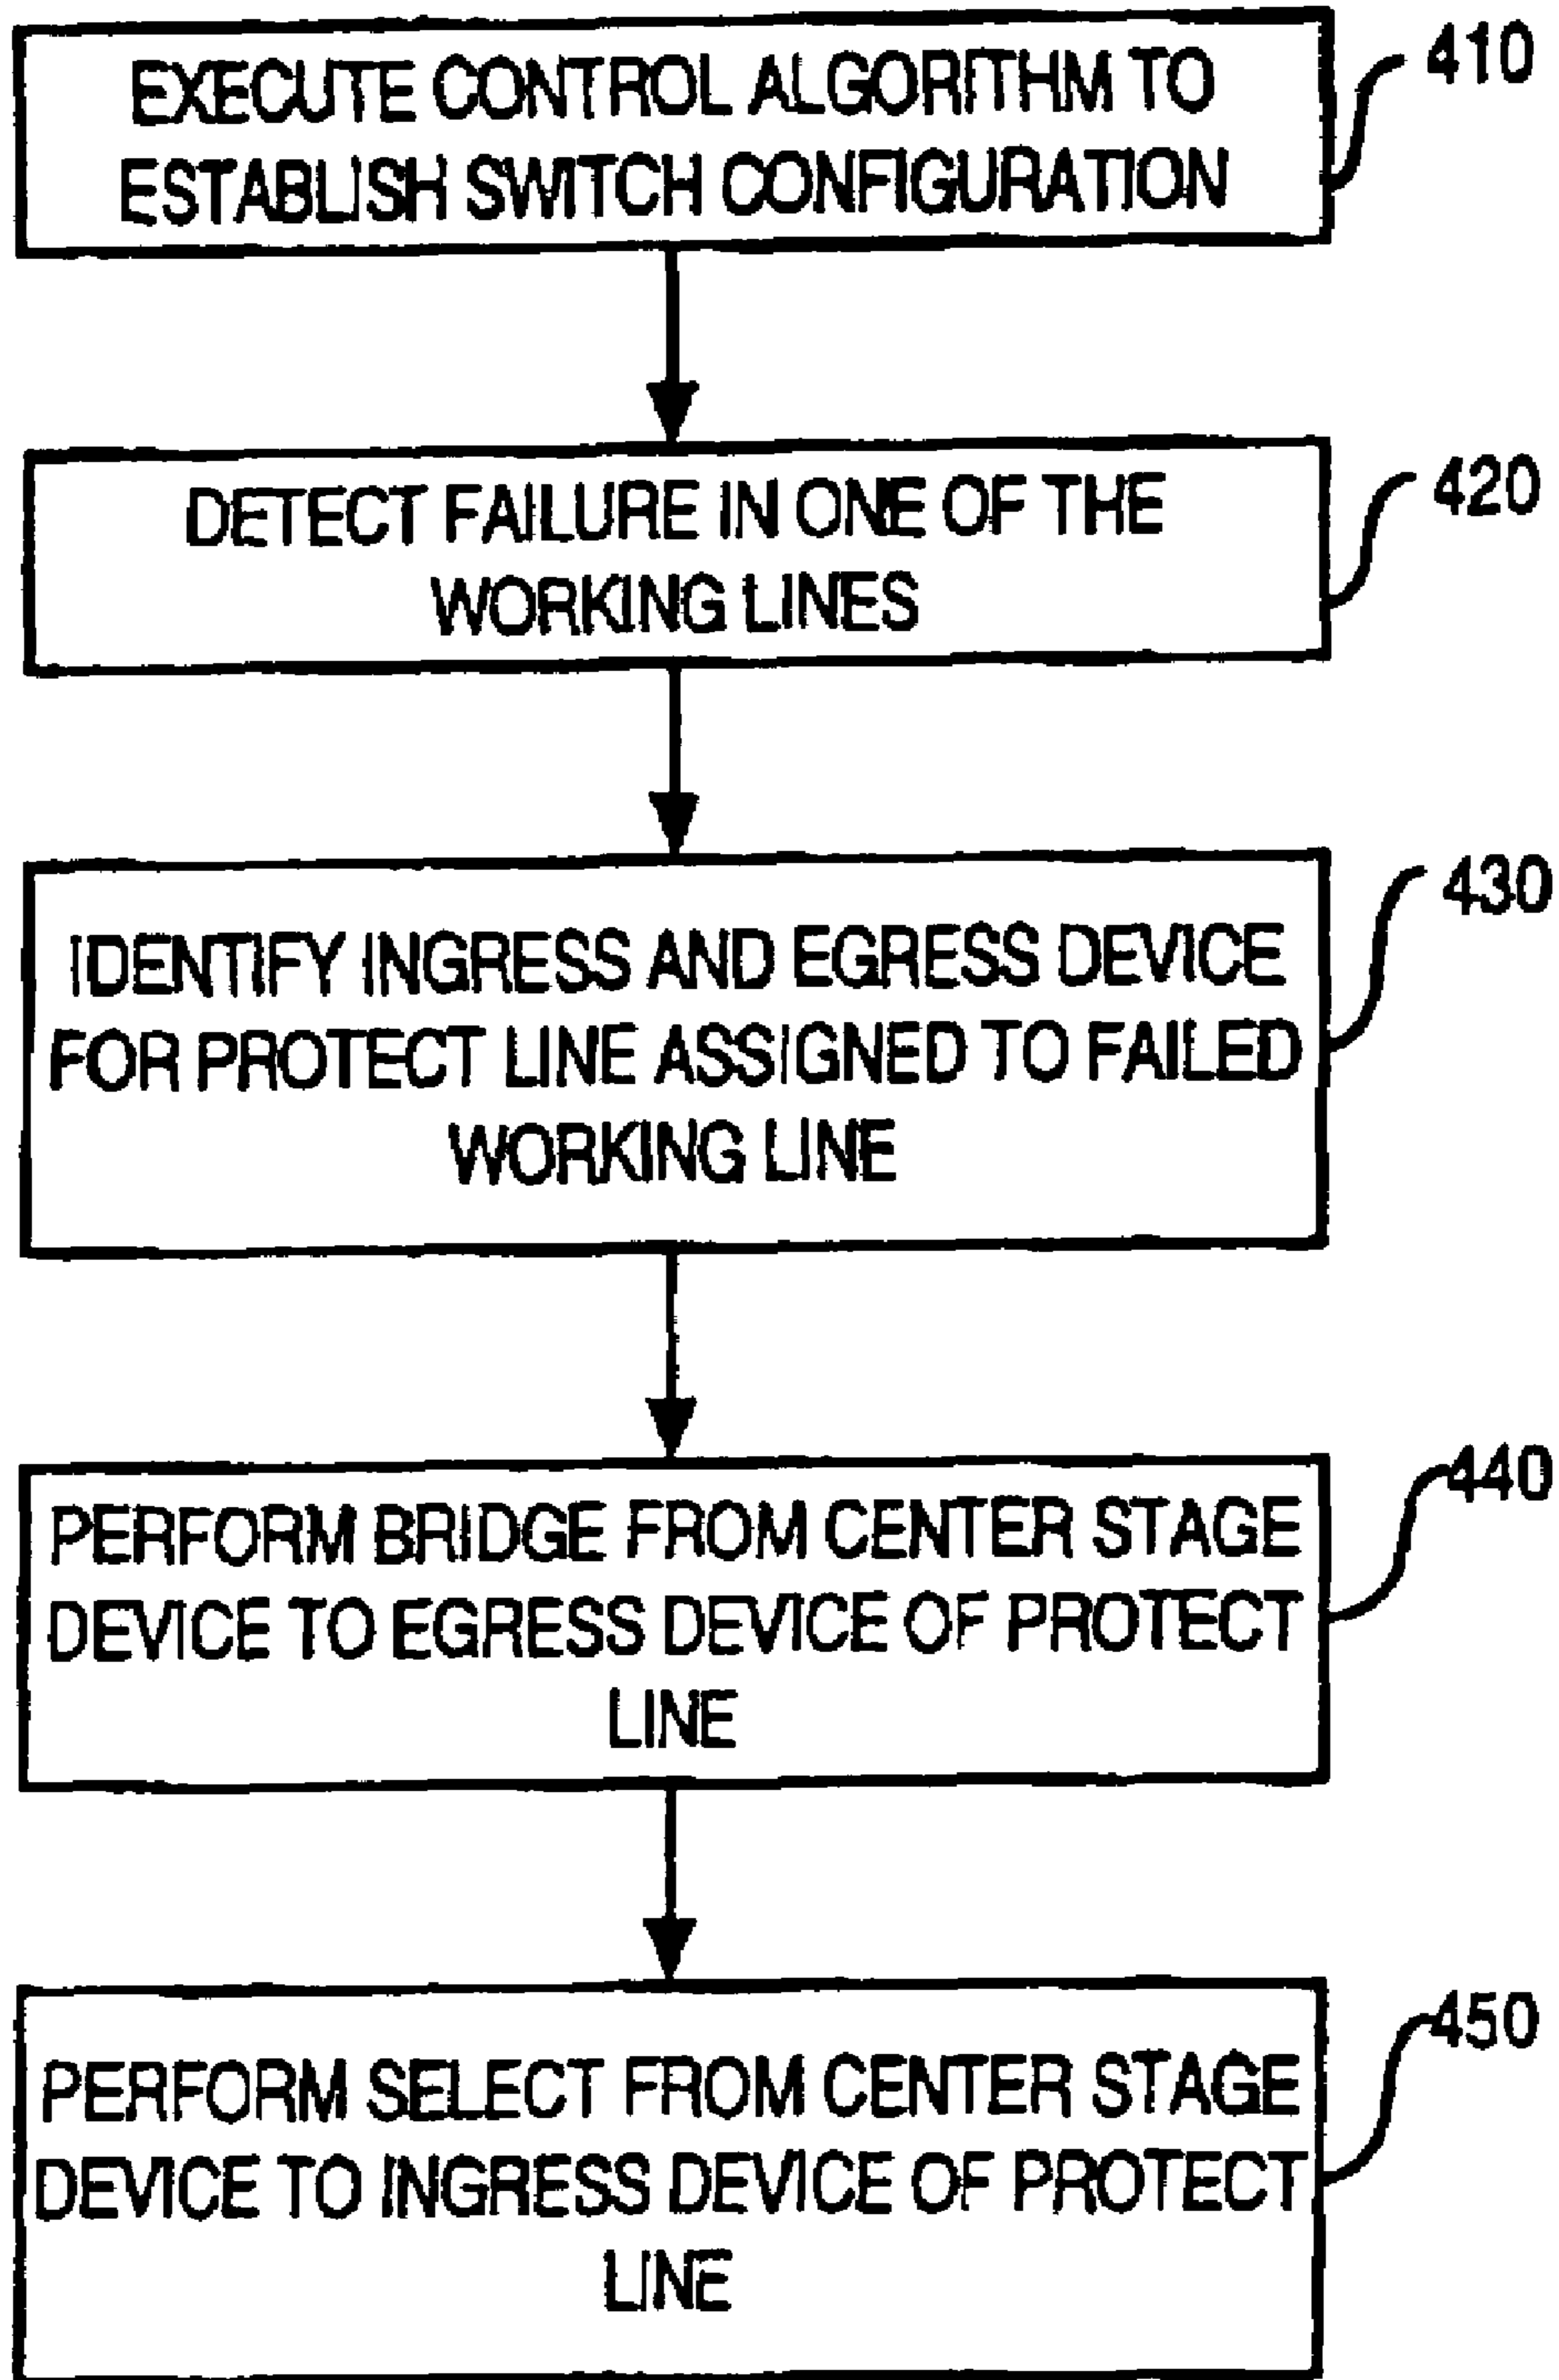 EXECUTE CONTROL ALGORITHM TO
ESTABLISH SWITCH CONFIGURATION
410
DETECT FAILURE IN ONE OF THE
WORKING LINES
420
IDENTIFY INGRESS AND EGRESS DEVICE
FOR PROTECT LINE ASSIGNED TO FAILED
WORKING LINE
430
PERFORM BRIDGE FROM CENTER STAGE
DEVICE TO EGRESS DEVICE OF PROTECT
LINE
440
PERFORM SELECT FROM CENTER STAGE
DEVICE TO INGRESS DEVICE OF PROTECT
LINE
450